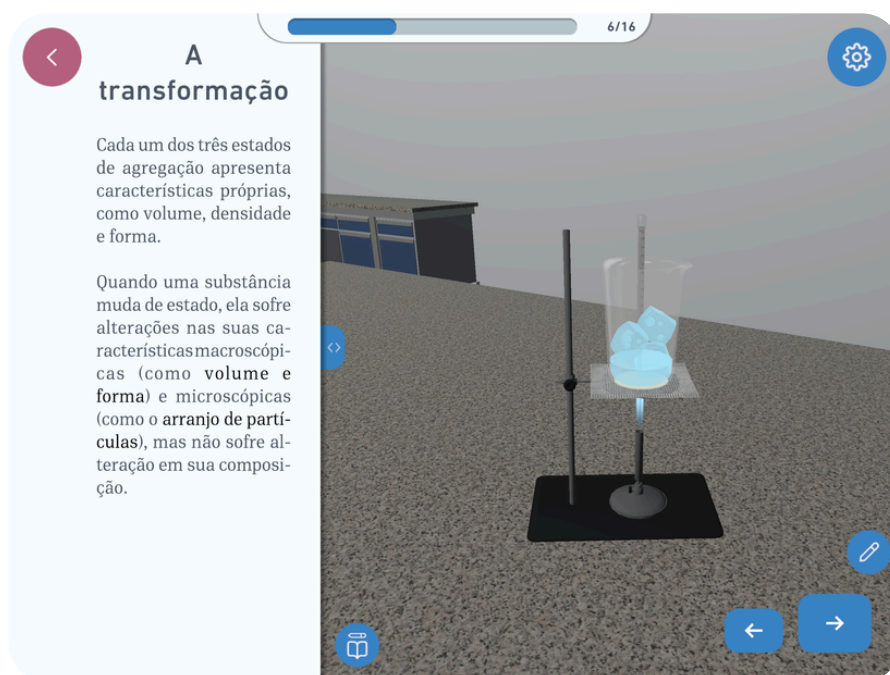 6/16
A
transformação
Cada um dos três estados
de agregação apresenta
características próprias,
como volume, densidade
e forma.
Quando uma substância
muda de estado, ela sofre
alterações nas suas ca-
racterísticas macroscópi-
cas (como volume e
forma) e microscópicas
(como o arranjo de partí-
culas), mas não sofre al-
teração em sua composi-
ção.